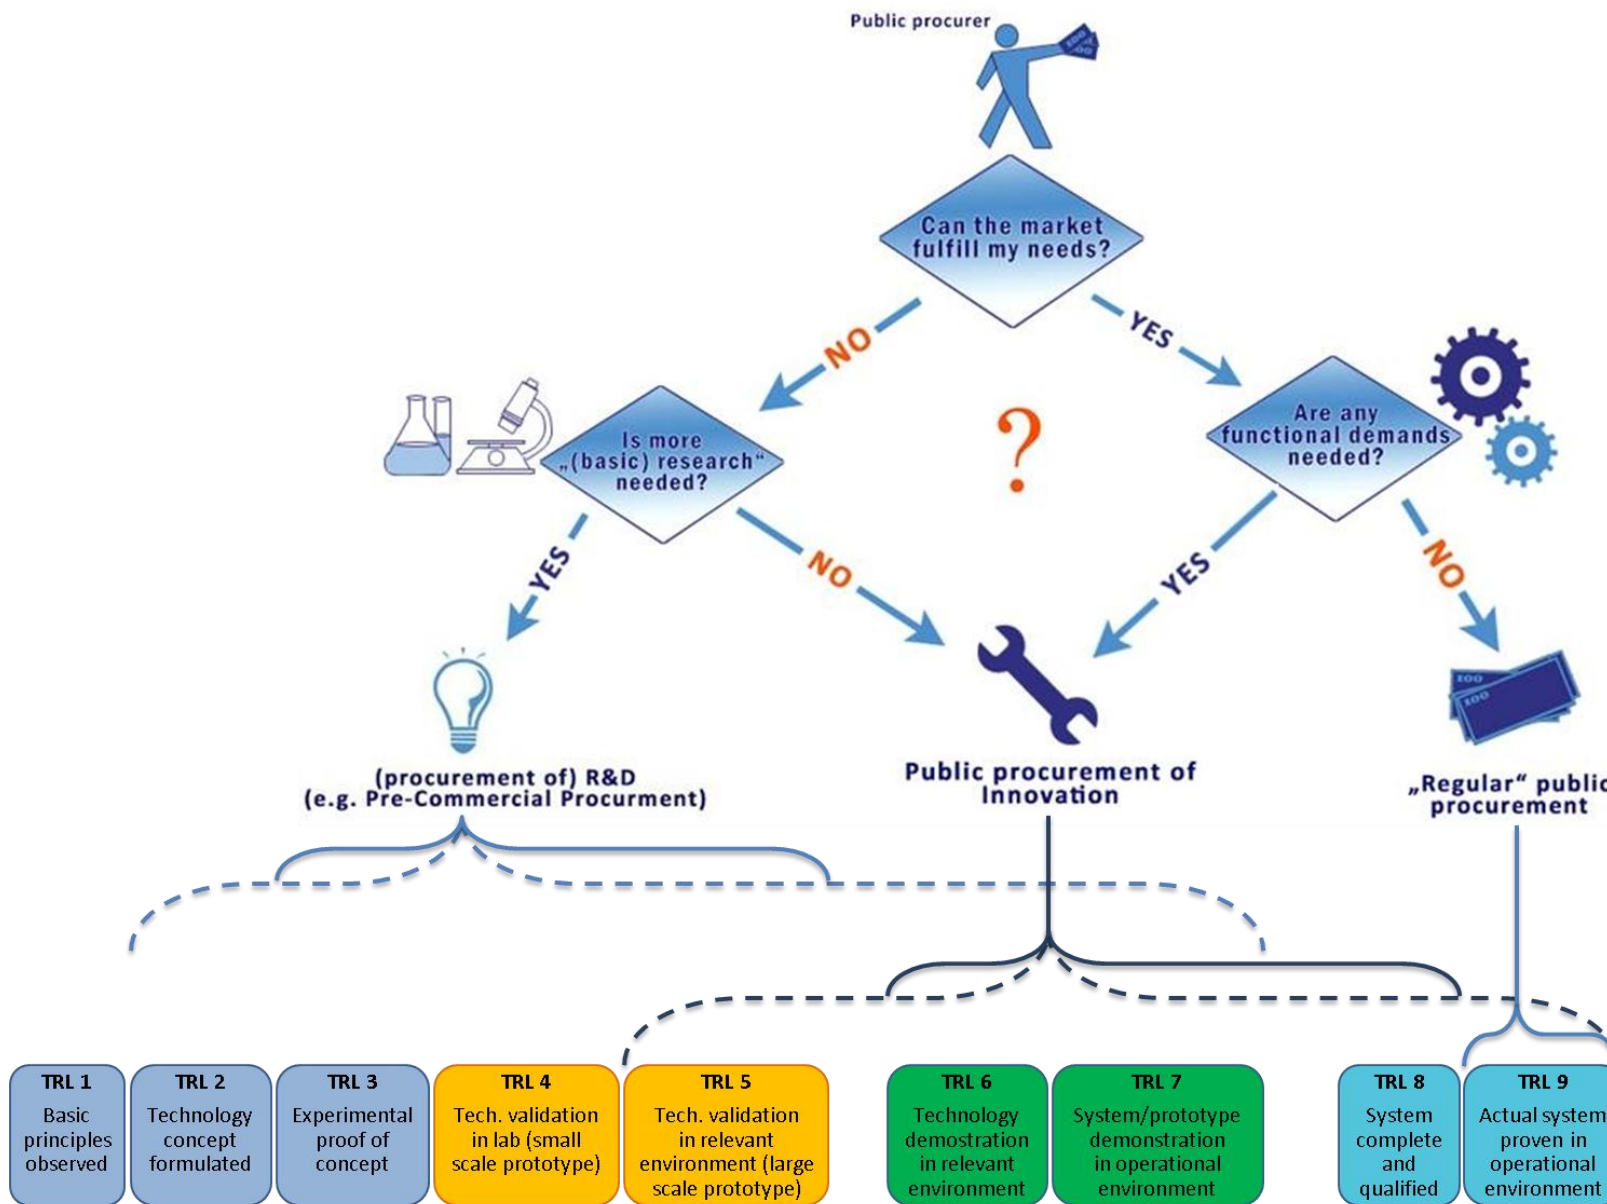 Public procurer
Can the market
fulfill my needs?
NO
YES
Is more
„(basic) research“
needed?
?
Are any
functional demands
needed?
YES
NO
YES
NO
100
100
(procurement of) R&D
(e.g. Pre-Commercial Procurment)
Public procurement of
Innovation
„Regular“ public
procurement
TRL 1
Basic
principles
observed
TRL 2
Technology
concept
formulated
TRL 3
Experimental
proof of
concept
TRL 4
Tech. validation
in lab (small
scale prototype)
TRL 5
Tech. validation
in relevant
environment (large
scale prototype)
TRL 6
Technology
demostration
in relevant
environment
TRL 7
System/prototype
demonstration
in operational
environment
TRL 8
System
complete
and
qualified
TRL 9
Actual system
proven in
operational
environment